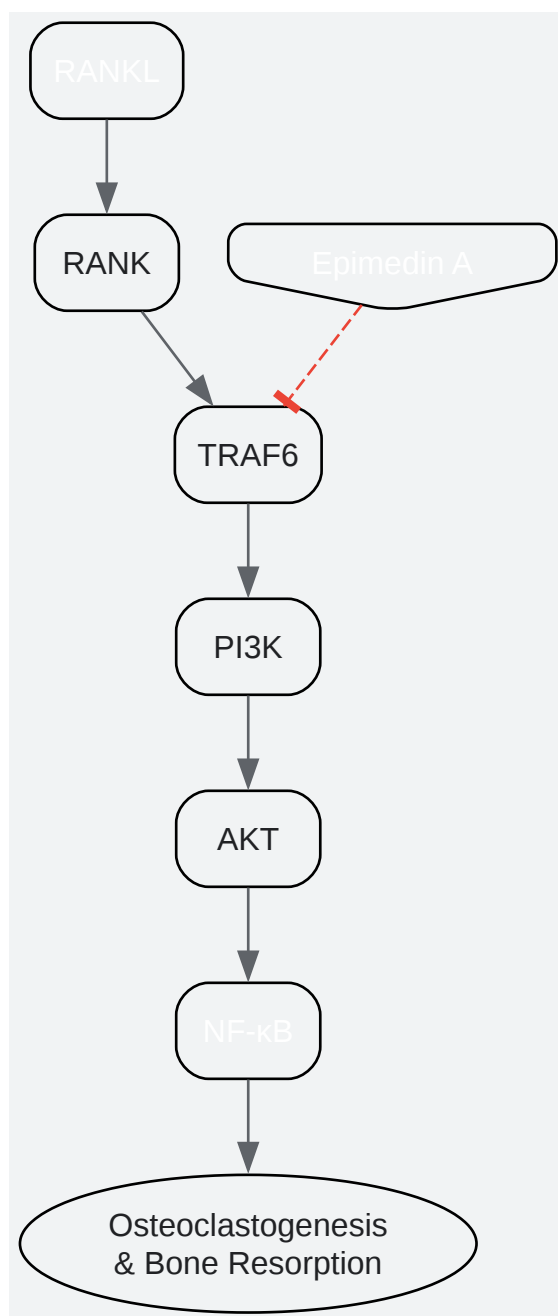 RANKL
RANK
Epimedin A
TRAF6
PI3K
AKT
NF-κB
Osteoclastogenesis
& Bone Resorption